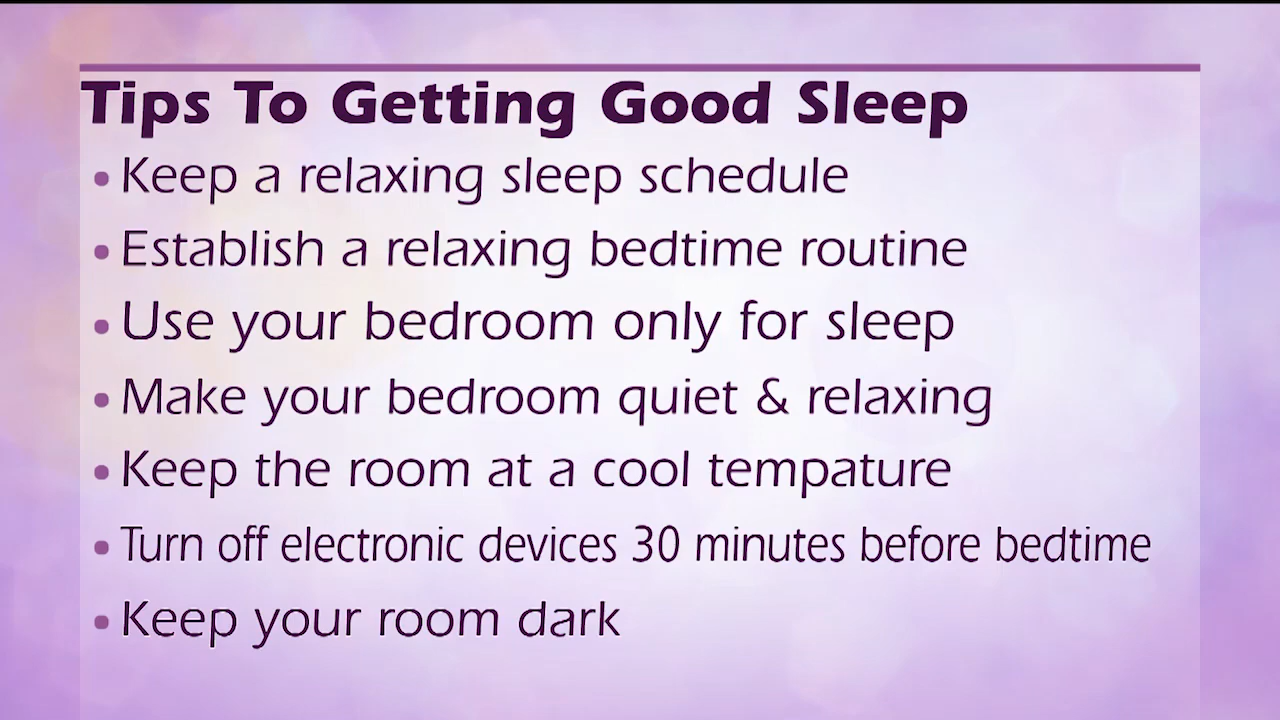 Tips To Getting Good Sleep
• Keep a relaxing sleep schedule
• Establish a relaxing bedtime routine
• Use your bedroom only for sleep
• Make your bedroom quiet & relaxing
• Keep the room at a cool tempature
• Turn off electronic devices 30 minutes before bedtime
• Keep your room dark